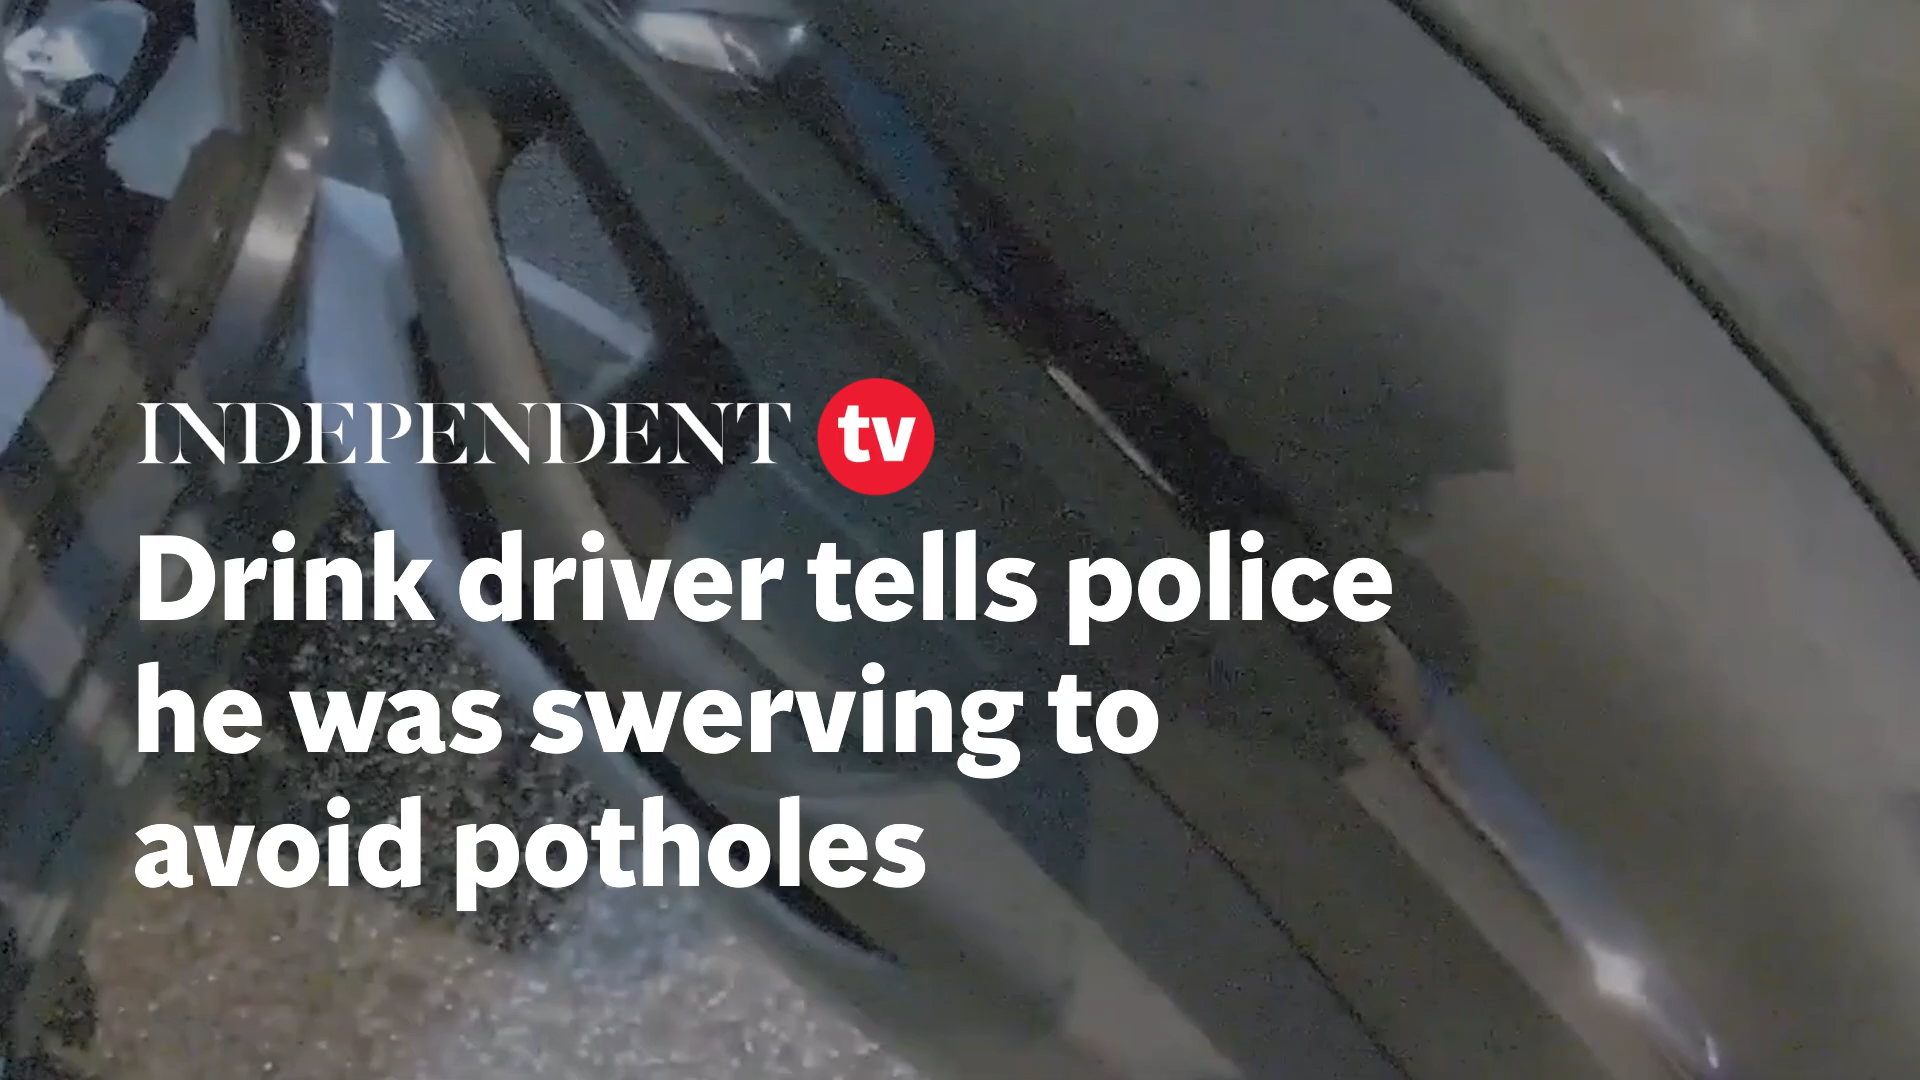 INDEPENDENT tv
Drink driver tells police
he was swerving to
avoid potholes